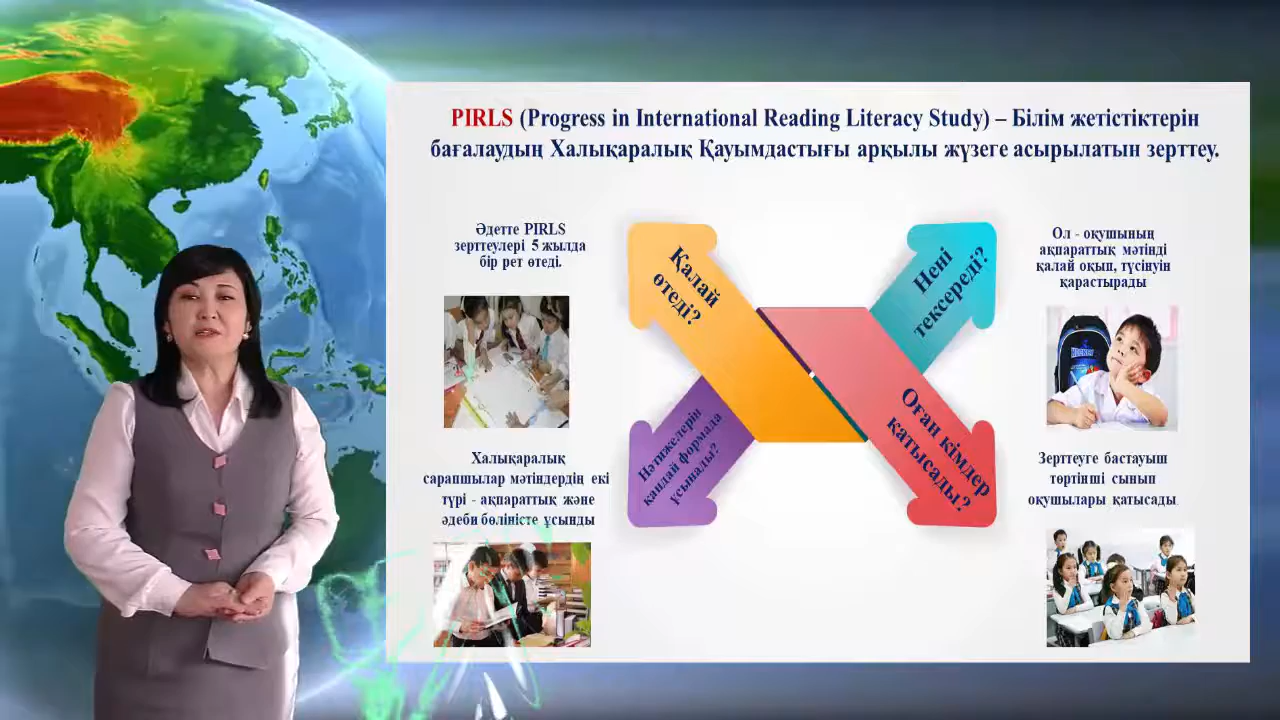 PIRLS (Progress in International Reading Literacy Study) – Білім жетістіктерін
бағалаудың Халықаралық Қауымдастығы арқылы жүзеге асырылатын зерттеу.
Әдетте PIRLS
зерттеулері 5 жылда
бір рет өтеді.
Қалай
өтеді?
Нені
тексереді?
Ол - оқушының
ақпараттық мәтінді
қалай оқып, түсінуін
қарастырады
Халықаралық
сарапшылар мәтіндердің екі
түрі - ақпараттық және
әдеби бөліністе ұсынды
Нәтижелерін
қандай формада
ұсынады?
Оған кімдер
қатысады?
Зерттеуге бастауыш
төртінші сынып
оқушылары қатысады.